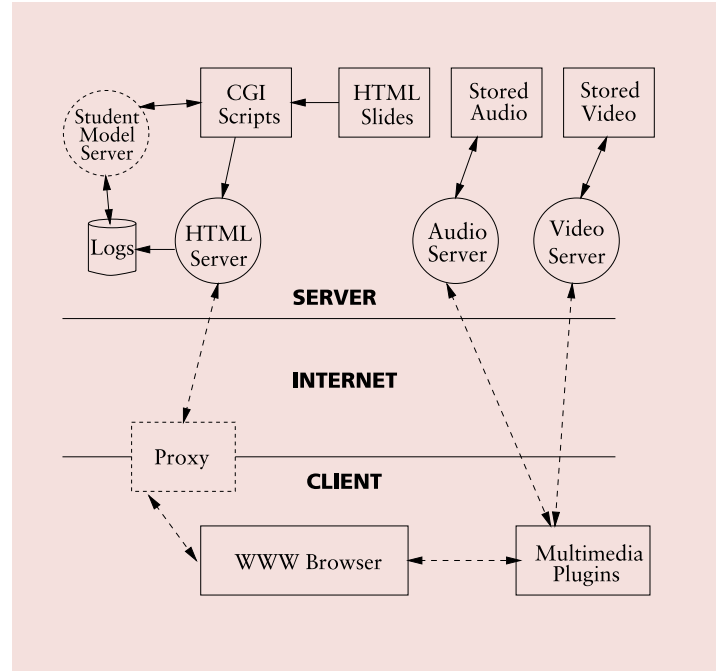 Student
Model
Server
CGI
Scripts
HTML
Slides
Stored
Audio
Stored
Video
Logs
HTML
Server
Audio
Server
Video
Server
SERVER
INTERNET
Proxy
CLIENT
WWW Browser
Multimedia
Plugins